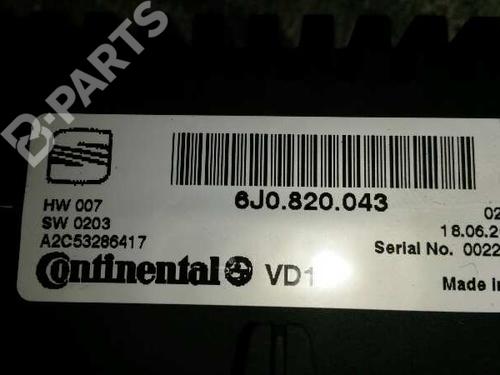 B-PARTS
6J0.820.043
HW 007
SW 0203
A2C53286417
02
18.06.2
Serial No. 0022
Continental VD1
Made in